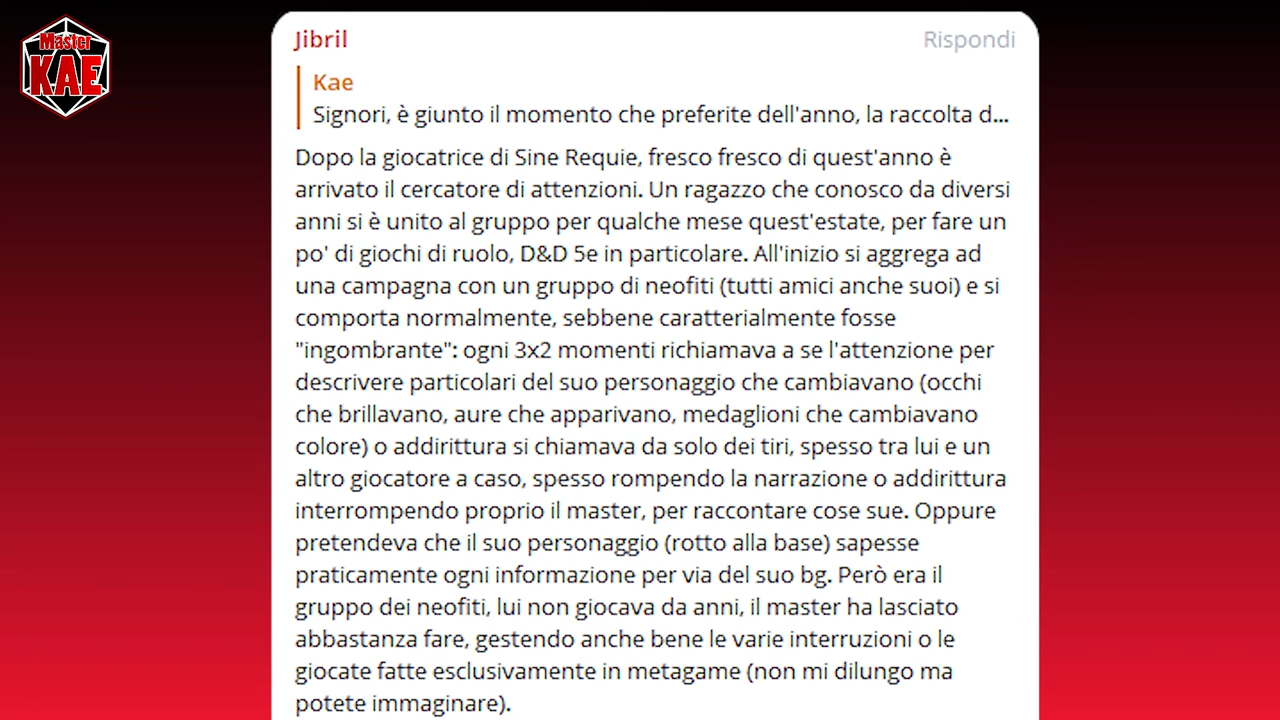 Master
KAE
Jibril
Rispondi
Kae
Signori, è giunto il momento che preferite dell'anno, la raccolta d...
Dopo la giocatrice di Sine Requie, fresco fresco di quest'anno è
arrivato il cercatore di attenzioni. Un ragazzo che conosco da diversi
anni si è unito al gruppo per qualche mese quest'estate, per fare un
po' di giochi di ruolo, D&D 5e in particolare. All'inizio si aggrega ad
una campagna con un gruppo di neofiti (tutti amici anche suoi) e si
comporta normalmente, sebbene caratterialmente fosse
"ingombrante": ogni 3x2 momenti richiamava a se l'attenzione per
descrivere particolari del suo personaggio che cambiavano (occhi
che brillavano, aure che apparivano, medaglioni che cambiavano
colore) o addirittura si chiamava da solo dei tiri, spesso tra lui e un
altro giocatore a caso, spesso rompendo la narrazione o addirittura
interrompendo proprio il master, per raccontare cose sue. Oppure
pretendeva che il suo personaggio (rotto alla base) sapesse
praticamente ogni informazione per via del suo bg. Però era il
gruppo dei neofiti, lui non giocava da anni, il master ha lasciato
abbastanza fare, gestendo anche bene le varie interruzioni o le
giocate fatte esclusivamente in metagame (non mi dilungo ma
potete immaginare).